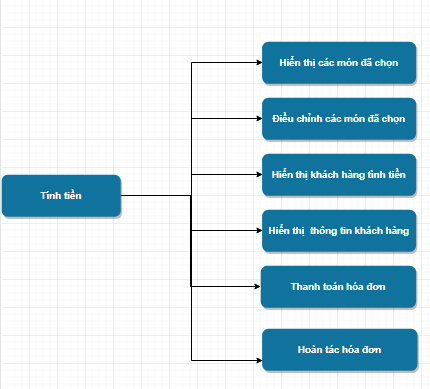 Hiển thị các món đã chọn
Điều chỉnh các món đã chọn
Hiển thị khách hàng tình tiền
Tính tiền
Hiển thị thông tin khách hàng
Thanh toán hóa đơn
Hoàn tác hóa đơn